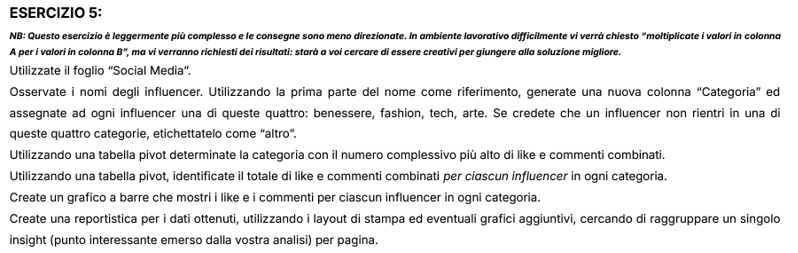 ESERCIZIO 5:
NB: Questo esercizio è leggermente più complesso e le consegne sono meno direzionate. In ambiente lavorativo difficilmente vi verrà chiesto “moltiplicate i valori in colonna
A per i valori in colonna B”, ma vi verranno richiesti dei risultati: starà a voi cercare di essere creativi per giungere alla soluzione migliore.
Utilizzate il foglio “Social Media”.
Osservate i nomi degli influencer. Utilizzando la prima parte del nome come riferimento, generate una nuova colonna “Categoria” ed
assegnate ad ogni influencer una di queste quattro: benessere, fashion, tech, arte. Se credete che un influencer non rientri in una di
queste quattro categorie, etichettatelo come “altro”.
Utilizzando una tabella pivot determinate la categoria con il numero complessivo più alto di like e commenti combinati.
Utilizzando una tabella pivot, identificate il totale di like e commenti combinati per ciascun influencer in ogni categoria.
Create un grafico a barre che mostri i like e i commenti per ciascun influencer in ogni categoria.
Create una reportistica per i dati ottenuti, utilizzando i layout di stampa ed eventuali grafici aggiuntivi, cercando di raggruppare un singolo
insight (punto interessante emerso dalla vostra analisi) per pagina.